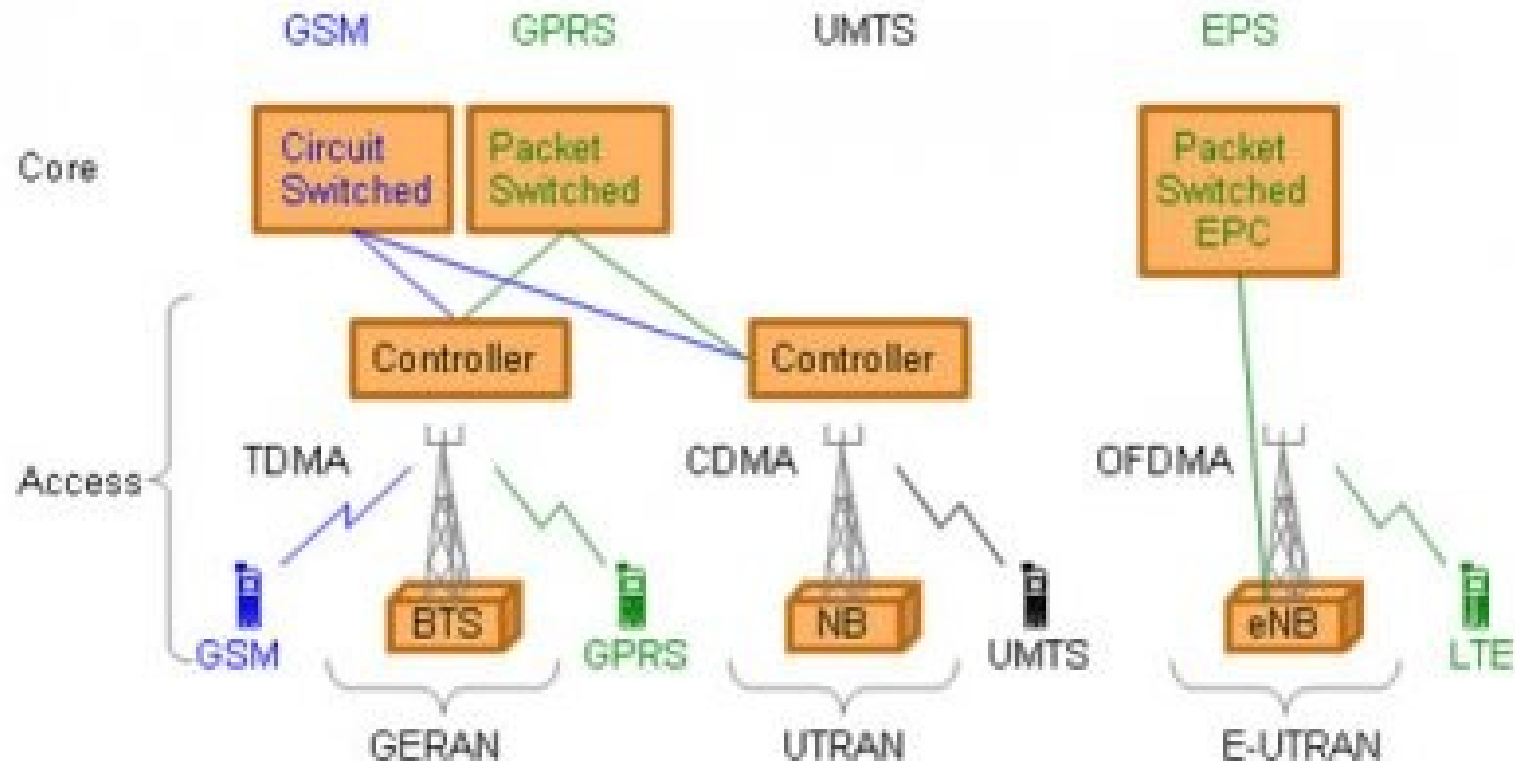 GSM GPRS UMTS EPS
Core
Circuit
Switched
Packet
Switched
Packet
Switched
EPC
Controller
Controller
Access
TDMA
CDMA
OFDMA
BTS
NB
eNB
GSM
GPRS
UMTS
LTE
GERAN
UTRAN
E-UTRAN